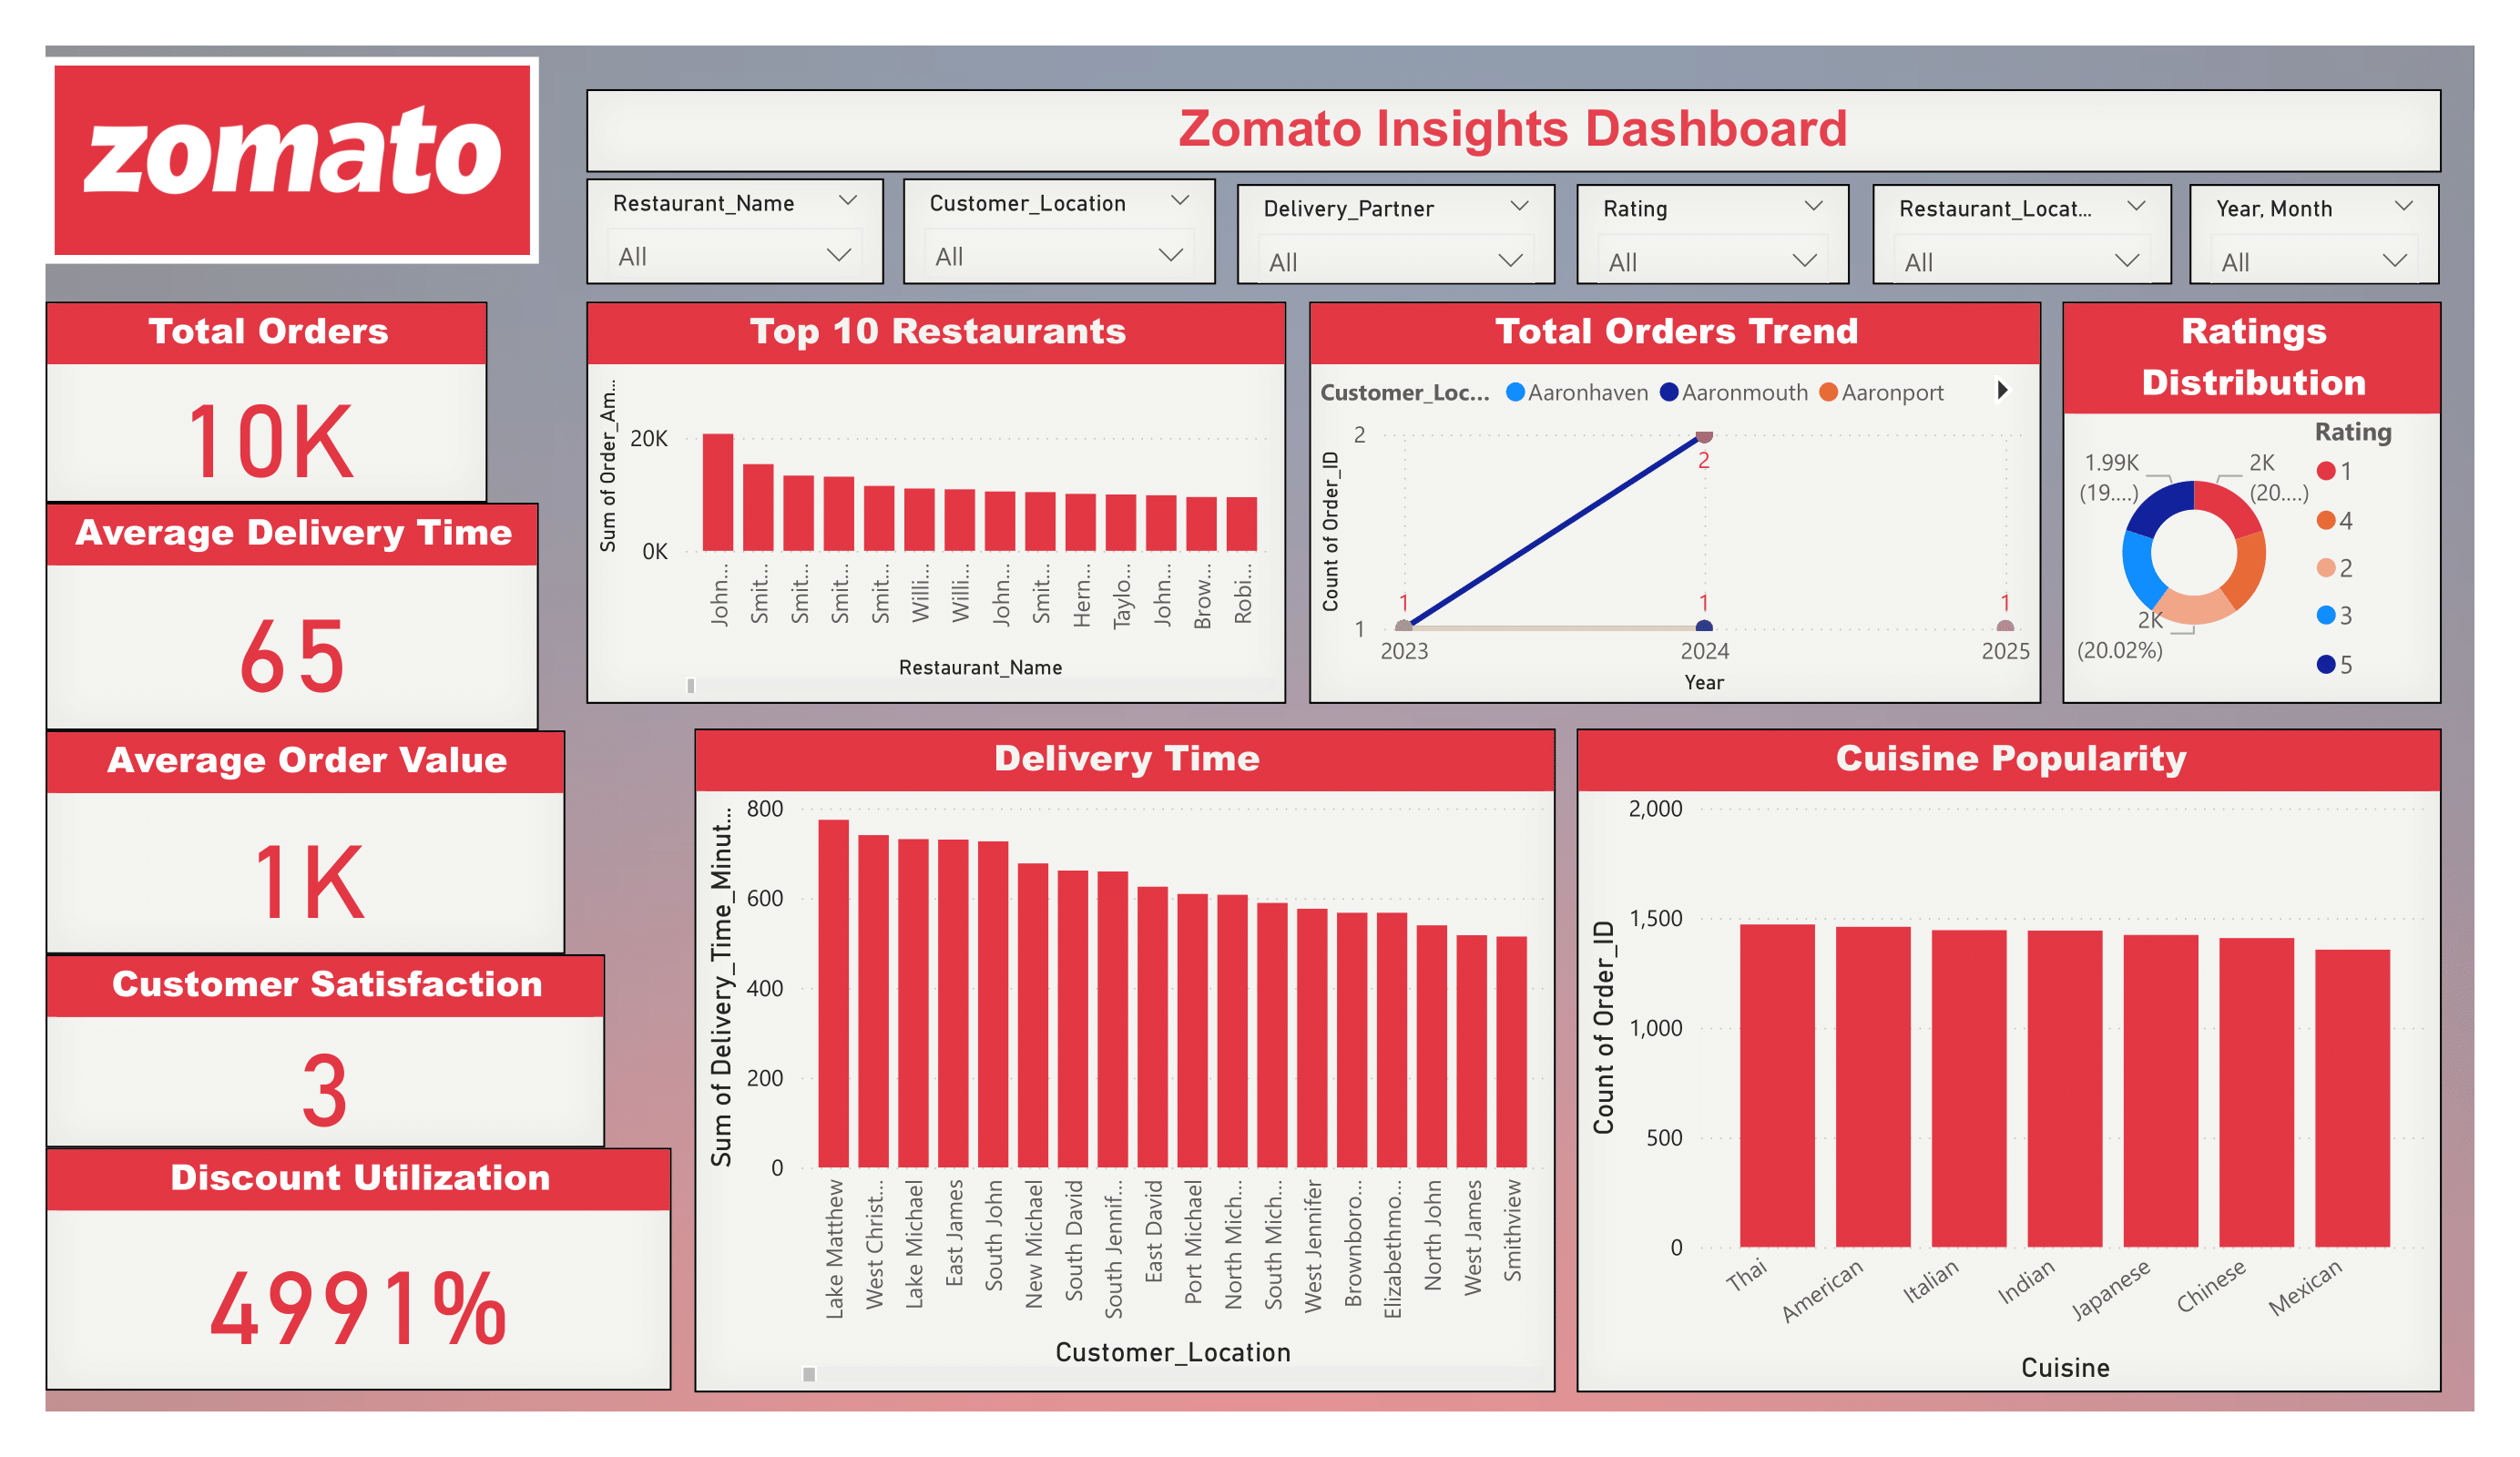 zomato
Zomato Insights Dashboard
Restaurant_Name
All
Customer_Location
All
Delivery_Partner
All
Rating
All
Restaurant_Locat...
All
Year, Month
All
Total Orders
10K
Average Delivery Time
65
Average Order Value
1K
Customer Satisfaction
3
Discount Utilization
4991%
Top 10 Restaurants
Sum of Order_Am...
20K
0K
John...
Smit...
Smit...
Smit...
Smit...
Willi...
Willi...
John...
Smit...
Hern...
Taylo...
John...
Brow...
Robi...
Restaurant_Name
Total Orders Trend
Customer_Loc... Aaronhaven Aaronmouth Aaronport
Count of Order_ID
2
1
2
1
1
1
2023 2024 2025
Year
Ratings
Distribution
Rating
1
4
2
3
5
1.99K
(19....)
2K
(20....)
2K
(20.02%)
Delivery Time
Sum of Delivery_Time_Minut...
800
600
400
200
0
Lake Matthew
West Christ...
Lake Michael
East James
South John
New Michael
South David
South Jennif...
East David
Port Michael
North Mich...
South Mich...
West Jennifer
Brownboro...
Elizabethmo...
North John
West James
Smithview
Customer_Location
Cuisine Popularity
Count of Order_ID
2,000
1,500
1,000
500
0
Thai
American
Italian
Indian
Japanese
Chinese
Mexican
Cuisine